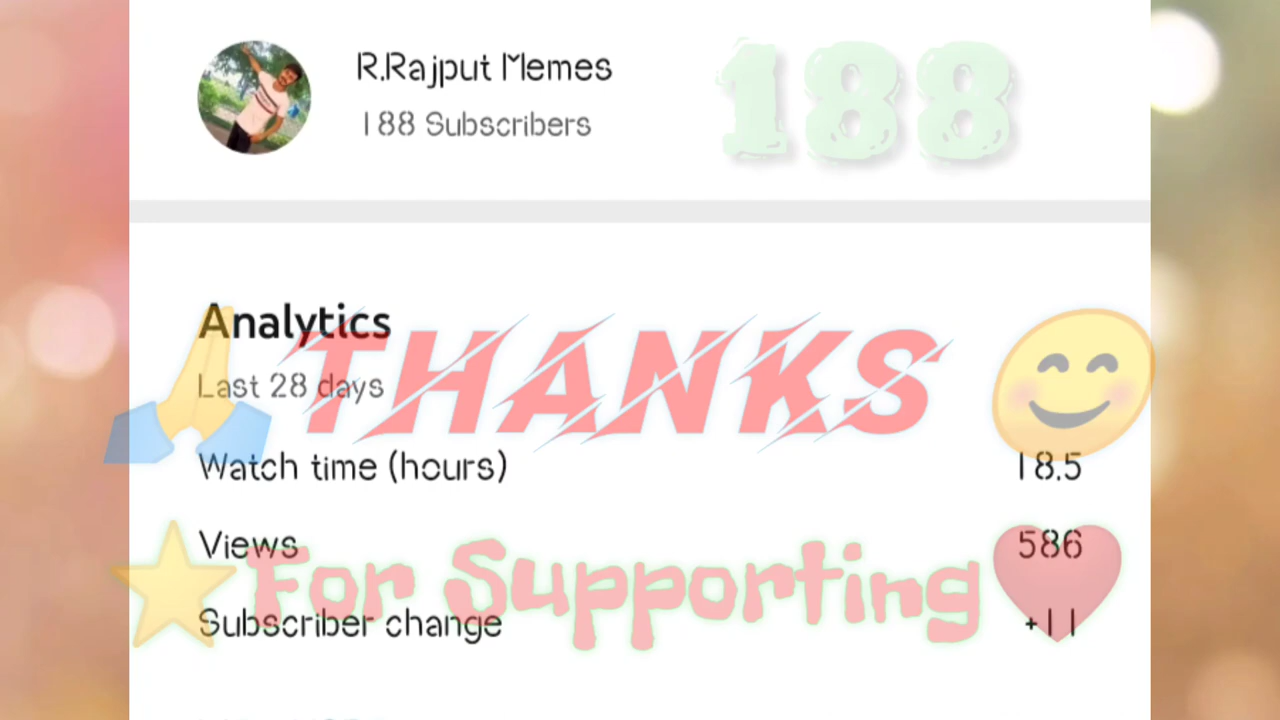 R.Rajput Memes
188 Subscribers
188
Analytics
Last 28 days
THANKS
Watch time (hours) 18.5
Views 586
For Supporting
Subscriber change +11